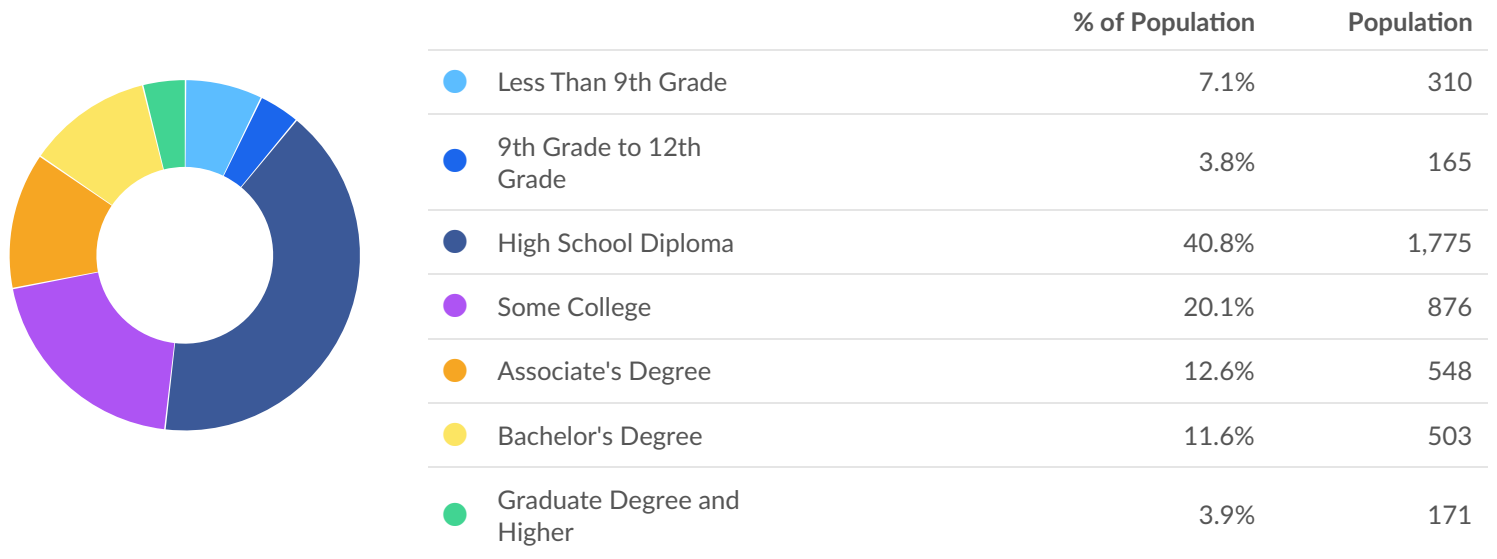 % of Population Population
Less Than 9th Grade 7.1% 310
9th Grade to 12th
Grade 3.8% 165
High School Diploma 40.8% 1,775
Some College 20.1% 876
Associate's Degree 12.6% 548
Bachelor's Degree 11.6% 503
Graduate Degree and
Higher 3.9% 171